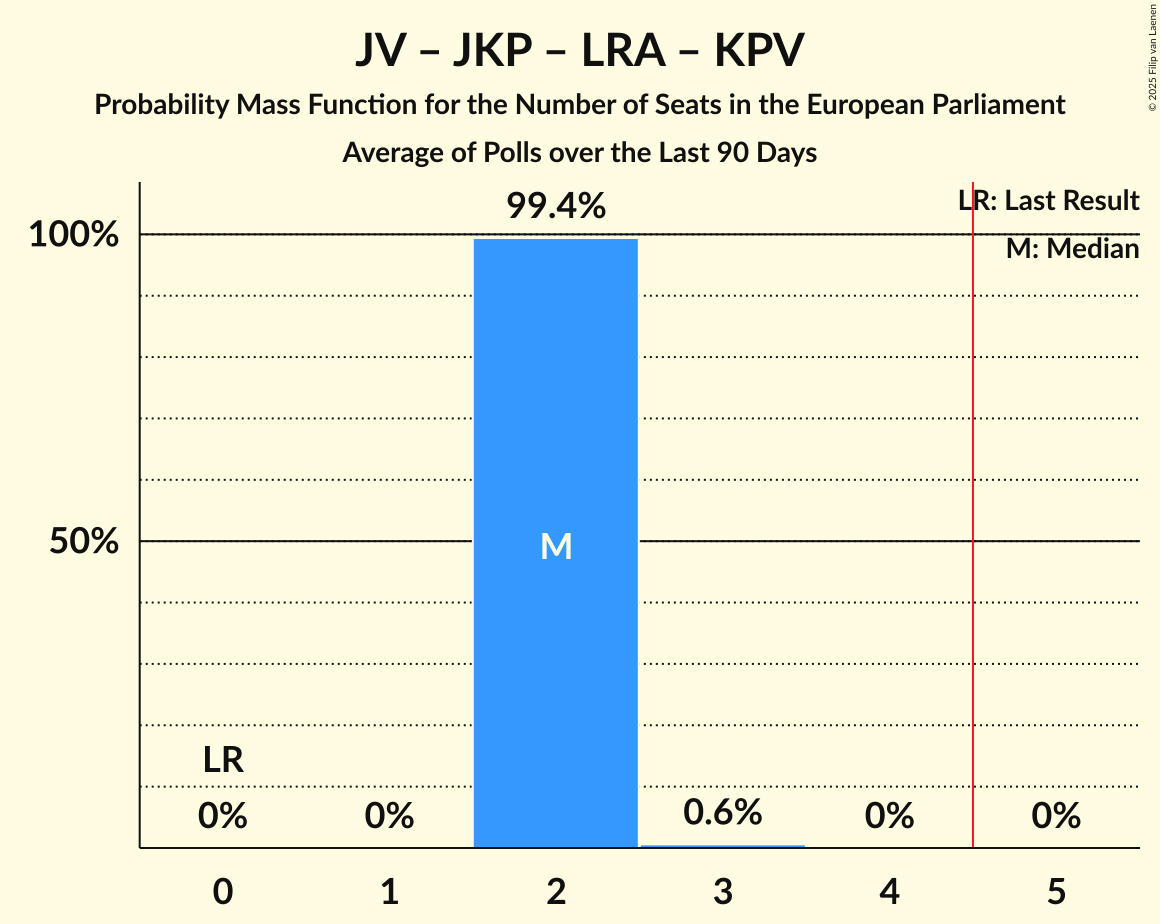 JV – JKP – LRA – KPV
Probability Mass Function for the Number of Seats in the European Parliament
Average of Polls over the Last 90 Days
© 2025 Filip van Laenen
LR: Last Result
M: Median
99.4%
100%
50%
M
LR
0%
0%
0.6%
0%
0%
0
1
2
3
4
5